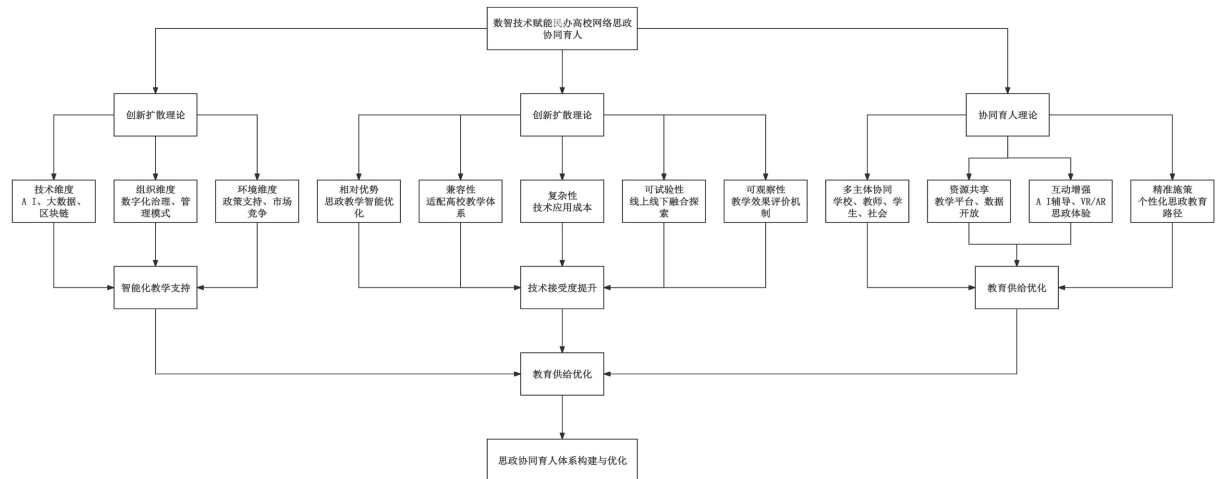 数智技术赋能民办高校网络思政
协同育人
创新扩散理论
创新扩散理论
协同育人理论
技术维度
A I、大数据、
区块链
组织维度
数字化治理、管
理模式
环境维度
政策支持、市场
竞争
相对优势
思政教学智能优
化
兼容性
适配高校教学体
系
复杂性
技术应用成本
可试验性
线上线下融合探
索
可观察性
教学效果评价机
制
多主体协同
学校、教师、学
生、社会
资源共享
教学平台、数据
开放
互动增强
A I辅导、VR/AR
思政体验
精准施策
个性化思政教育
路径
智能化教学支持
技术接受度提升
教育供给优化
教育供给优化
思政协同育人体系构建与优化